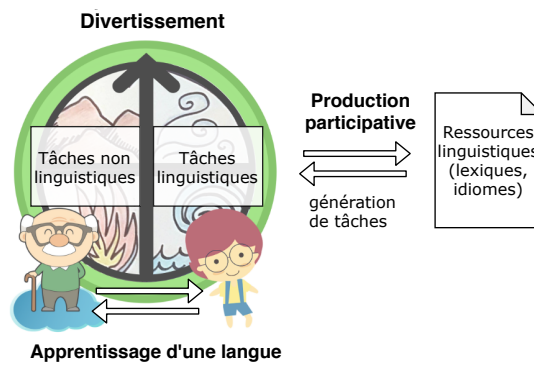 Divertissement
Tâches non
linguistiques
Tâches
linguistiques
Production
participative
génération
de tâches
Ressources
linguistiques
(lexiques,
idiomes)
Apprentissage d'une langue